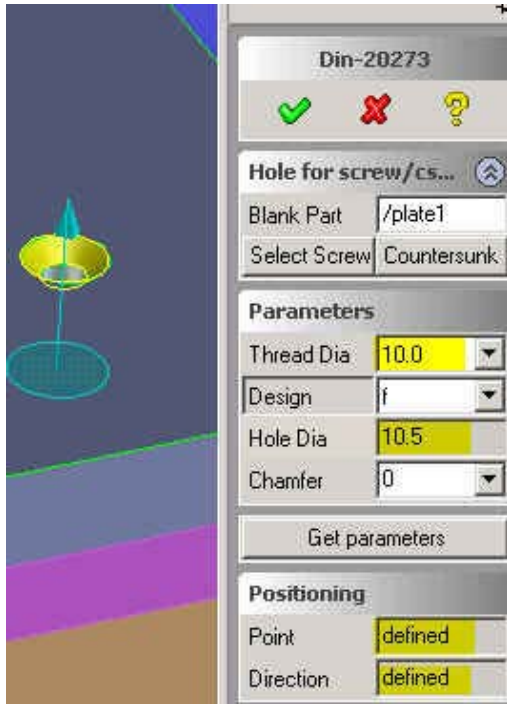 Din-20273
Hole for screw/cs...
Blank Part /plate1
Select Screw Countersunk
Parameters
Thread Dia 10.0
Design f
Hole Dia 10.5
Chamfer 0
Get parameters
Positioning
Point defined
Direction defined